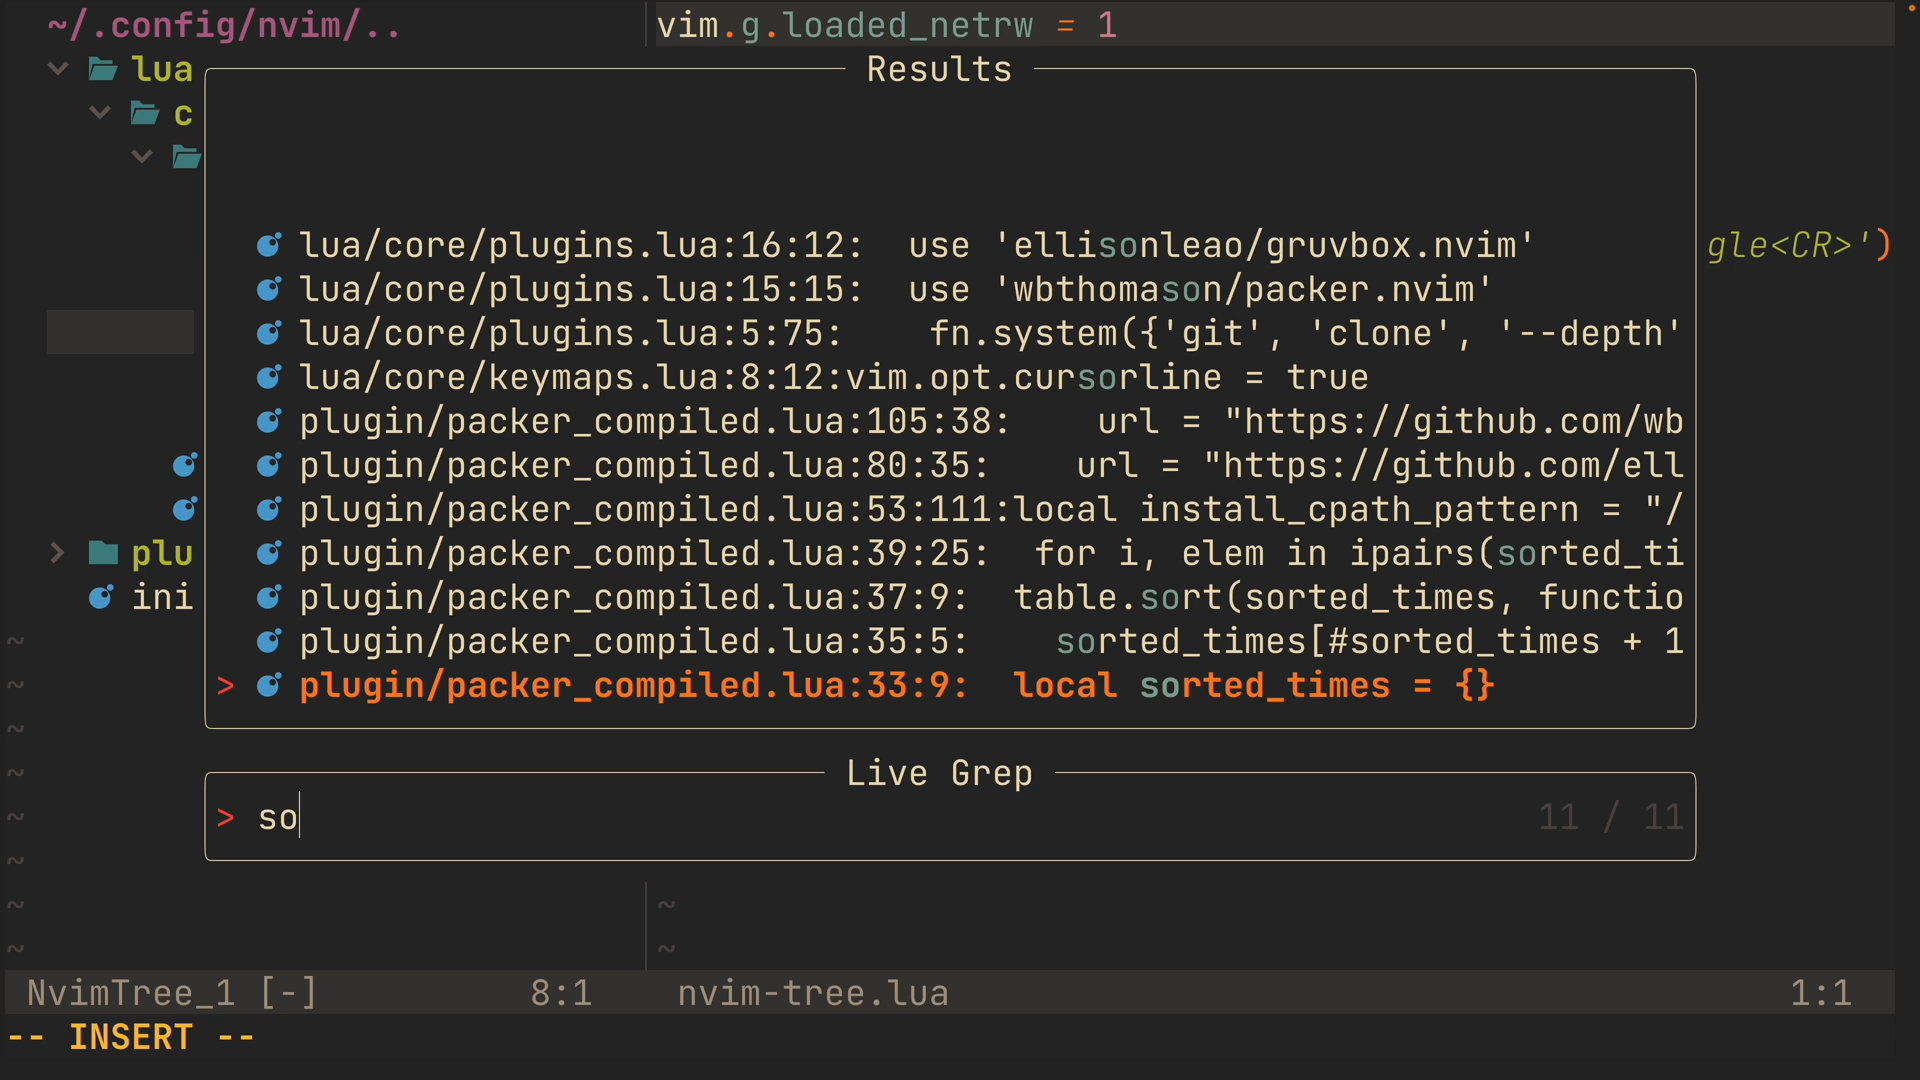 ~/.config/nvim/..
vim.g.loaded_netrw = 1
lua
Results
c
lua/core/plugins.lua:16:12:  use 'ellisonleao/gruvbox.nvim'
gle<CR>')
lua/core/plugins.lua:15:15:  use 'wbthomason/packer.nvim'
lua/core/plugins.lua:5:75:    fn.system({'git', 'clone', '--depth'
lua/core/keymaps.lua:8:12:vim.opt.cursorline = true
plugin/packer_compiled.lua:105:38:    url = "https://github.com/wb
plugin/packer_compiled.lua:80:35:    url = "https://github.com/ell
plugin/packer_compiled.lua:53:111:local install_cpath_pattern = "/
plu
plugin/packer_compiled.lua:39:25:  for i, elem in ipairs(sorted_ti
ini
plugin/packer_compiled.lua:37:9:  table.sort(sorted_times, functio
~
plugin/packer_compiled.lua:35:5:    sorted_times[#sorted_times + 1
~
> plugin/packer_compiled.lua:33:9:  local sorted_times = {}
~
~
Live Grep
~
> so
11 / 11
~
~ ~
~ ~
NvimTree_1 [-] 8:1 nvim-tree.lua 1:1
-- INSERT --